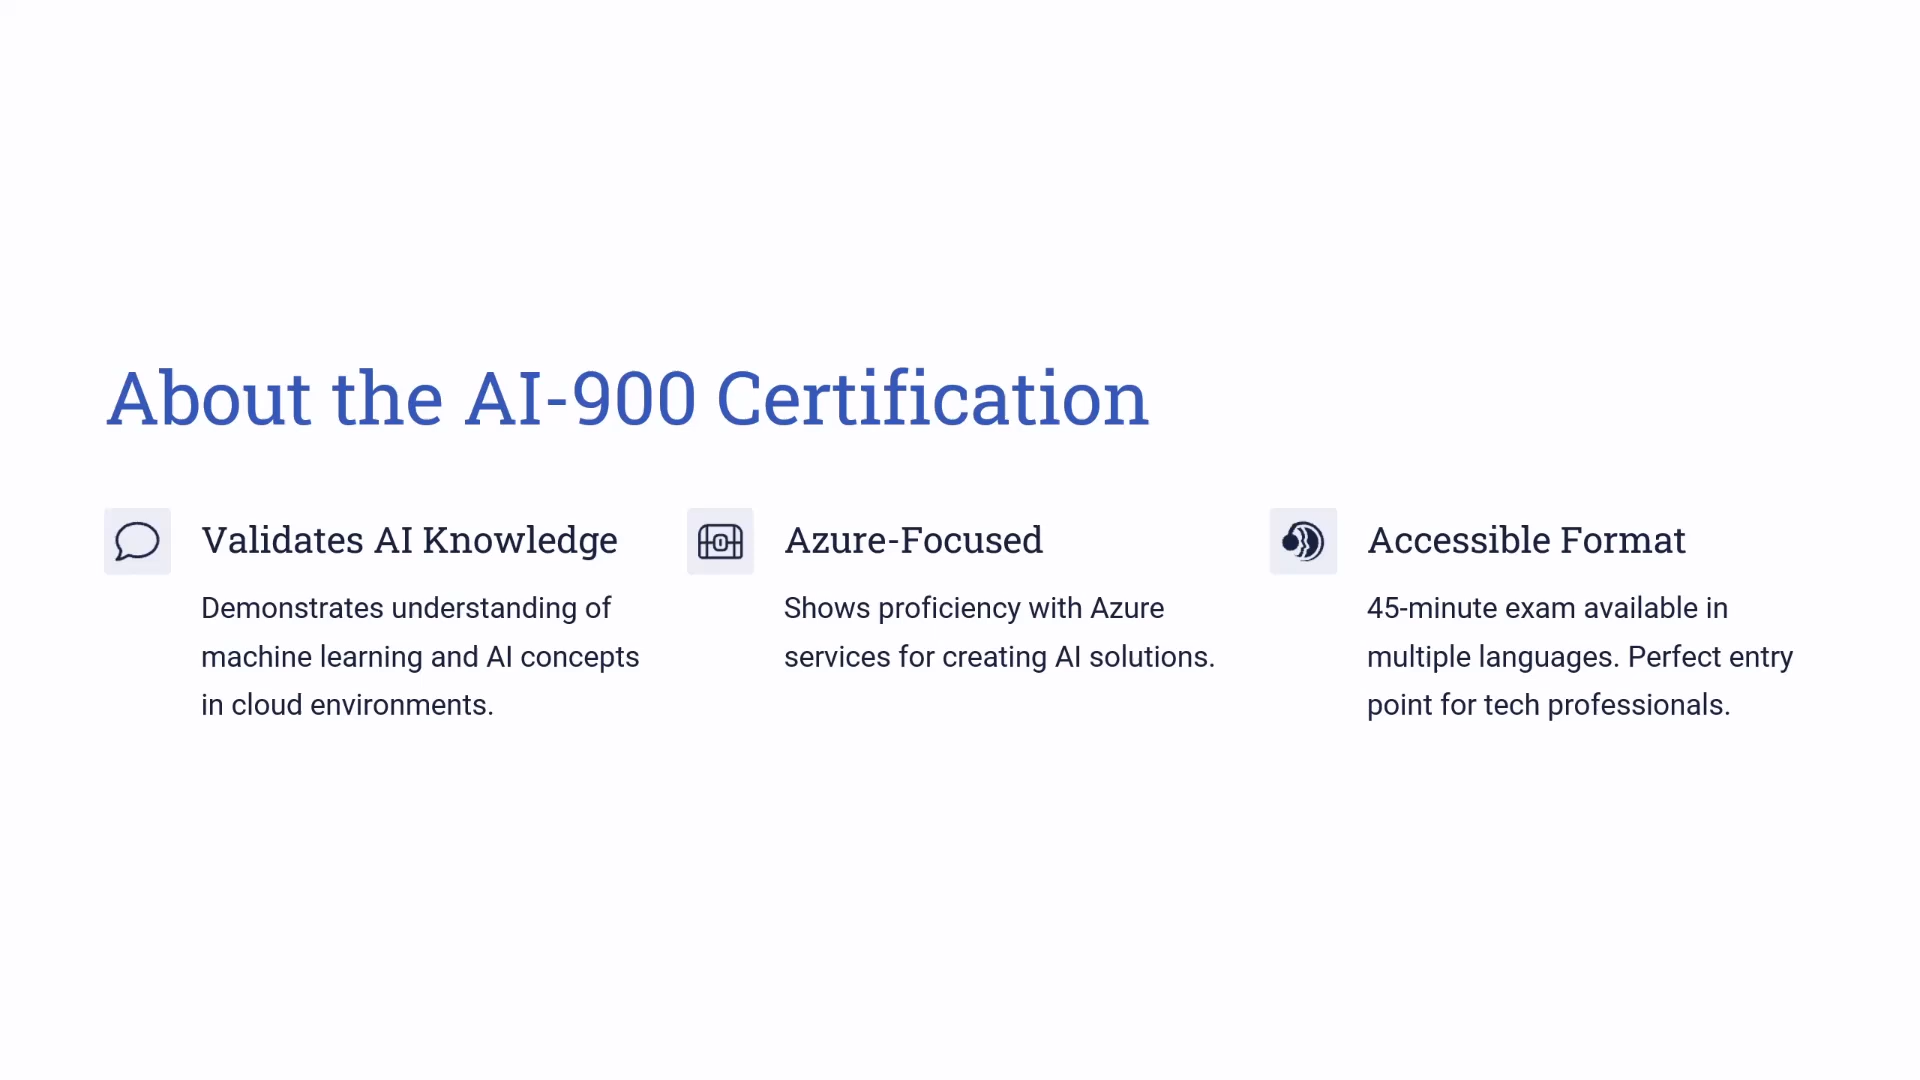 About the AI-900 Certification
Validates AI Knowledge
Demonstrates understanding of
machine learning and AI concepts
in cloud environments.
Azure-Focused
Shows proficiency with Azure
services for creating AI solutions.
Accessible Format
45-minute exam available in
multiple languages. Perfect entry
point for tech professionals.